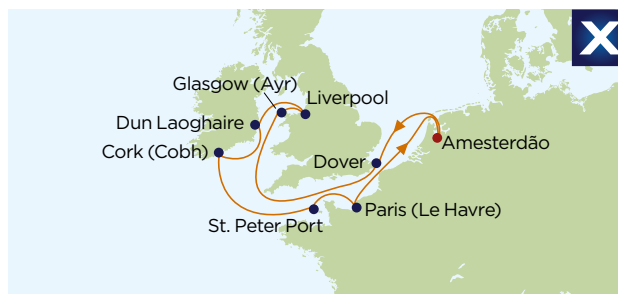 X
Glasgow (Ayr)
Liverpool
Dun Laoghaire
Cork (Cobh)
Dover
Amesterdão
St. Peter Port
Paris (Le Havre)